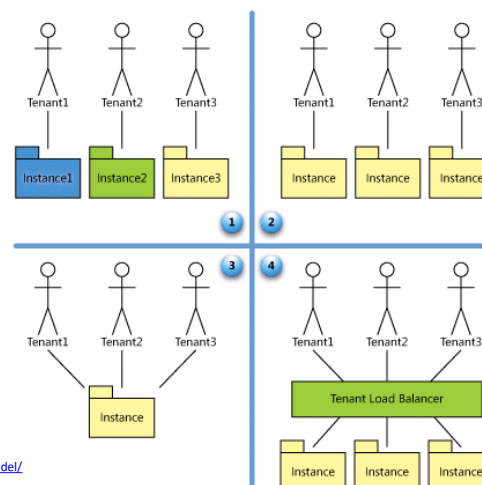 Tenant1 Tenant2 Tenant3
Instance1 Instance2 Instance3
1
Tenant1 Tenant2 Tenant3
Instance Instance Instance
2
3
Tenant1 Tenant2 Tenant3
Instance
4
Tenant1 Tenant2 Tenant3
Tenant Load Balancer
Instance Instance Instance
del/